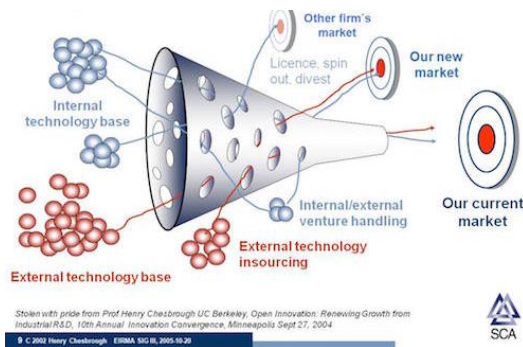 Other firm´s
market
Licence, spin
out, divest
Our new
market
Internal
technology base
Internal/external
venture handling
Our current
market
External technology
insourcing
External technology base
Stolen with pride from Prof Henry Chesbrough UC Berkeley, Open Innovation: Renewing Growth from
Industrial R&D, 10th Annual Innovation Convergence, Minneapolis Sept 27, 2004
9 © 2002 Henry Chesbrough EIRMA SIG III, 2005-10-20
SCA